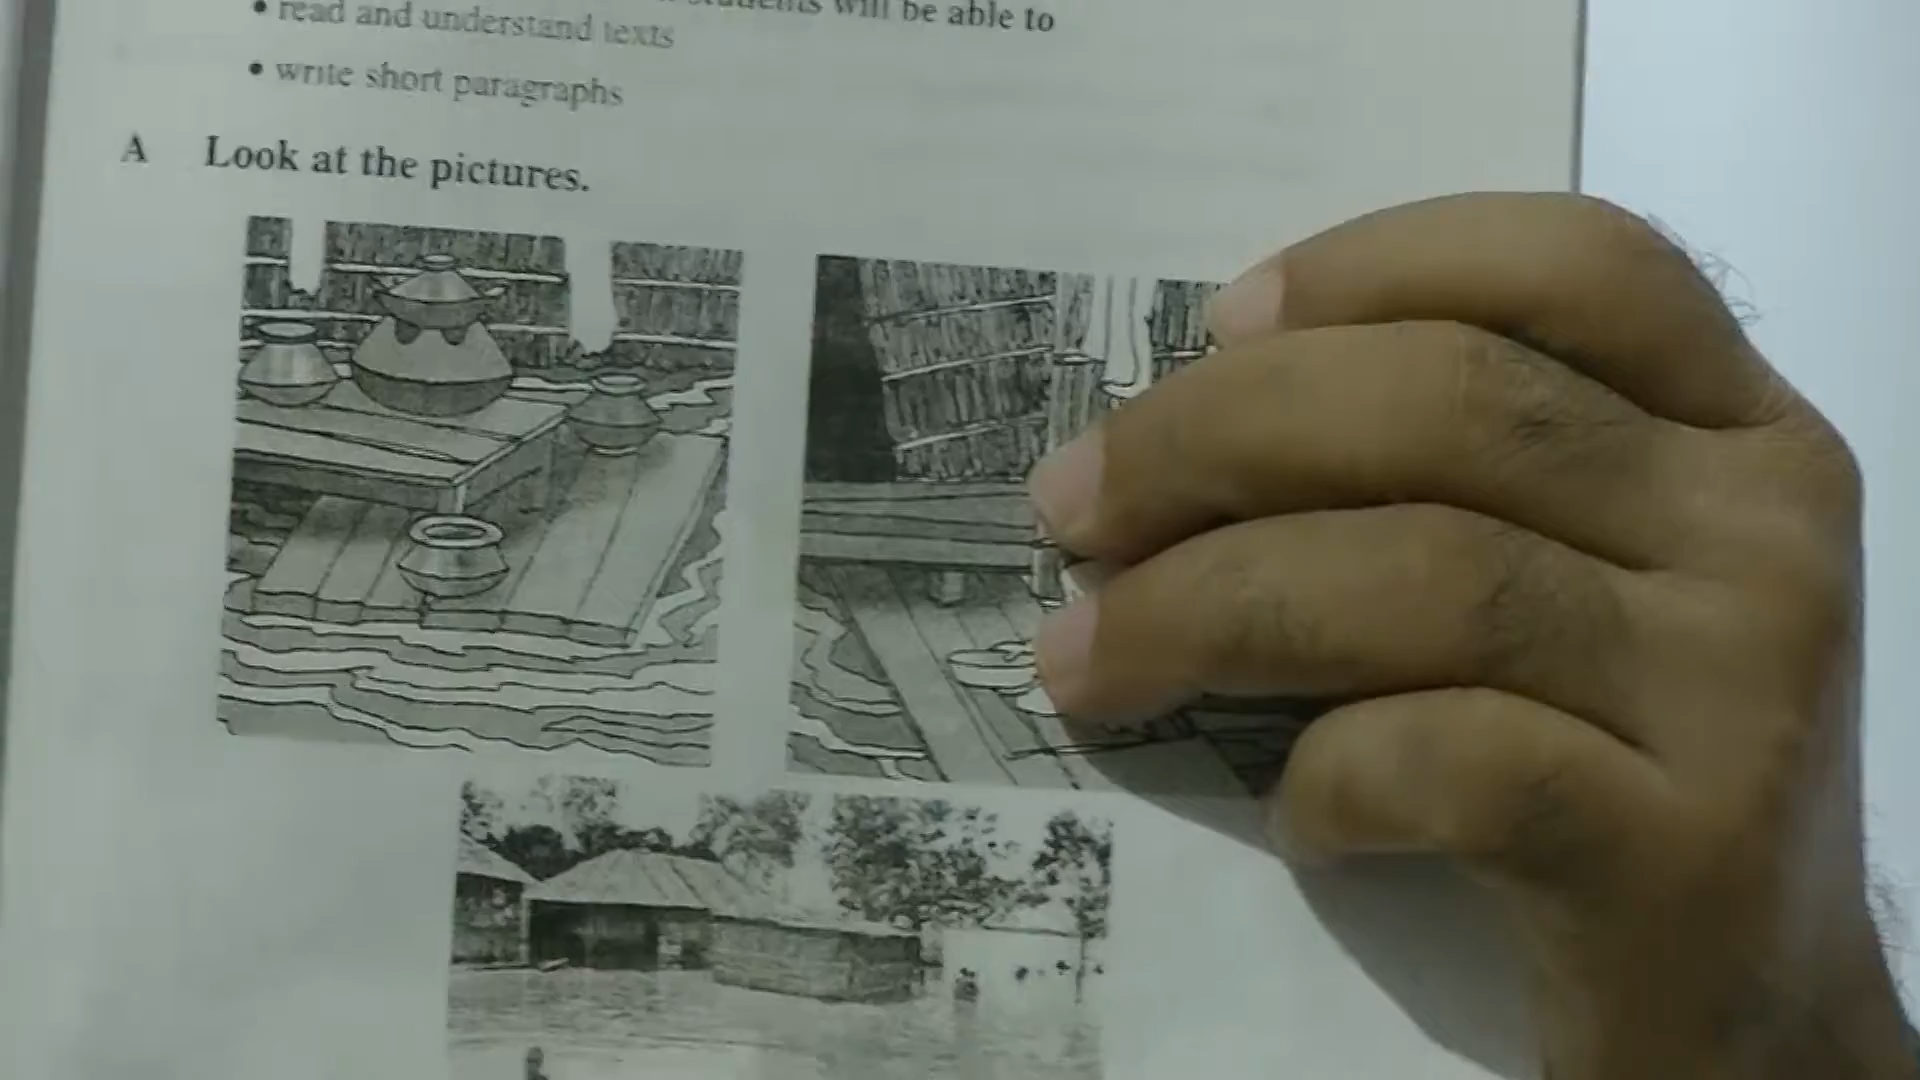 students will be able to
• read and understand texts
• write short paragraphs
A Look at the pictures.